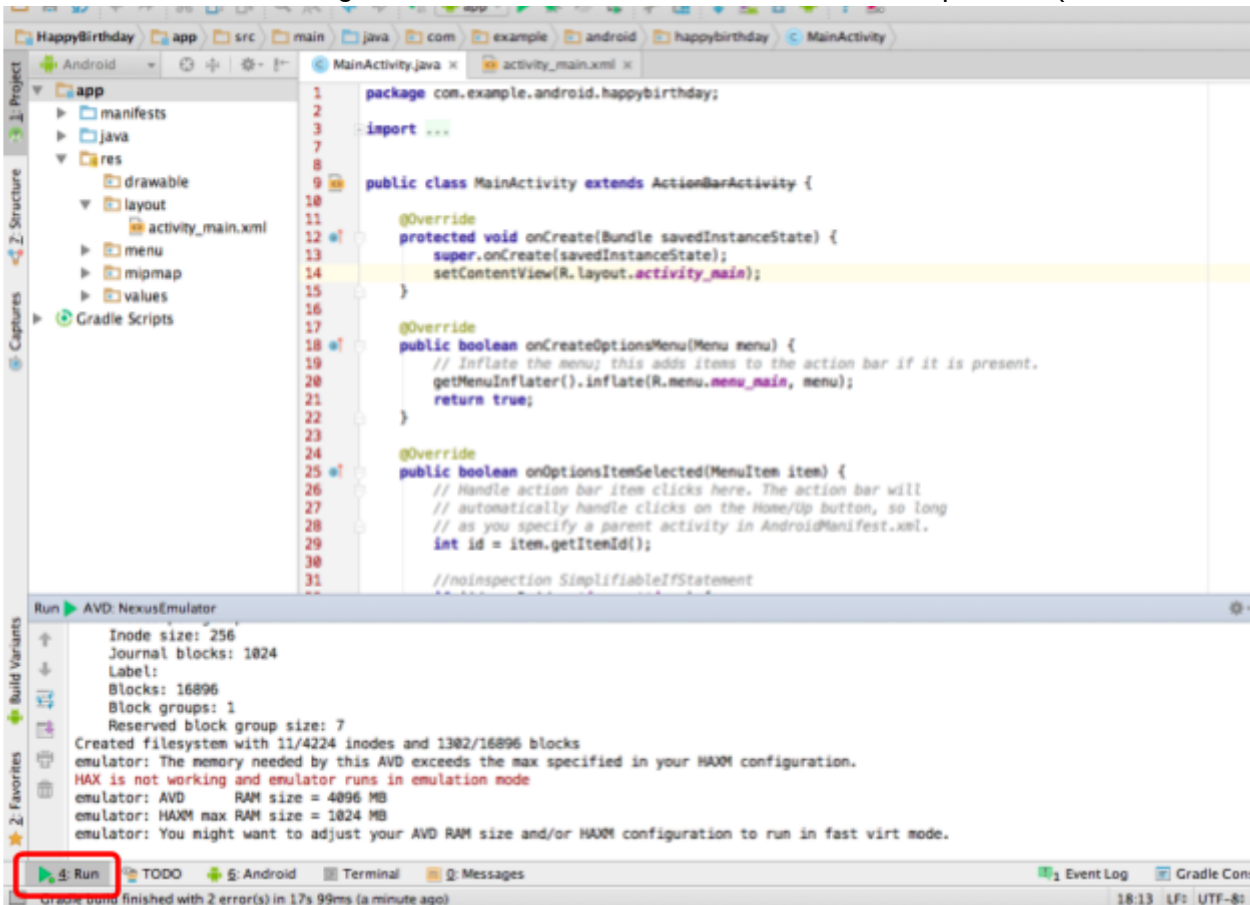 app
HappyBirthday app src main java com example android happybirthday MainActivity
1: Project
Android
MainActivity.java × activity_main.xml ×
app
manifests
java
res
drawable
layout
activity_main.xml
menu
mipmap
values
Gradle Scripts
2: Structure
Captures
1 package com.example.android.happybirthday;
2
3 import ...
7
8
9 public class MainActivity extends ActionBarActivity {
10
11 @Override
12 protected void onCreate(Bundle savedInstanceState) {
13 super.onCreate(savedInstanceState);
14 setContentView(R.layout.activity_main);
15 }
16
17 @Override
18 public boolean onCreateOptionsMenu(Menu menu) {
19 // Inflate the menu; this adds items to the action bar if it is present.
20 getMenuInflater().inflate(R.menu.menu_main, menu);
21 return true;
22 }
23
24 @Override
25 public boolean onOptionsItemSelected(MenuItem item) {
26 // Handle action bar item clicks here. The action bar will
27 // automatically handle clicks on the Home/Up button, so long
28 // as you specify a parent activity in AndroidManifest.xml.
29 int id = item.getItemId();
30
31 //noinspection SimplifiableIfStatement
Run AVD: NexusEmulator
Build Variants
2: Favorites
Inode size: 256
Journal blocks: 1024
Label:
Blocks: 16896
Block groups: 1
Reserved block group size: 7
Created filesystem with 11/4224 inodes and 1302/16896 blocks
emulator: The memory needed by this AVD exceeds the max specified in your HAXM configuration.
HAX is not working and emulator runs in emulation mode
emulator: AVD RAM size = 4096 MB
emulator: HAXM max RAM size = 1024 MB
emulator: You might want to adjust your AVD RAM size and/or HAXM configuration to run in fast virt mode.
4: Run TODO 6: Android Terminal 0: Messages 1 Event Log Gradle Cons
Gradle build finished with 2 error(s) in 17s 99ms (a minute ago) 18:13 LF: UTF-8: